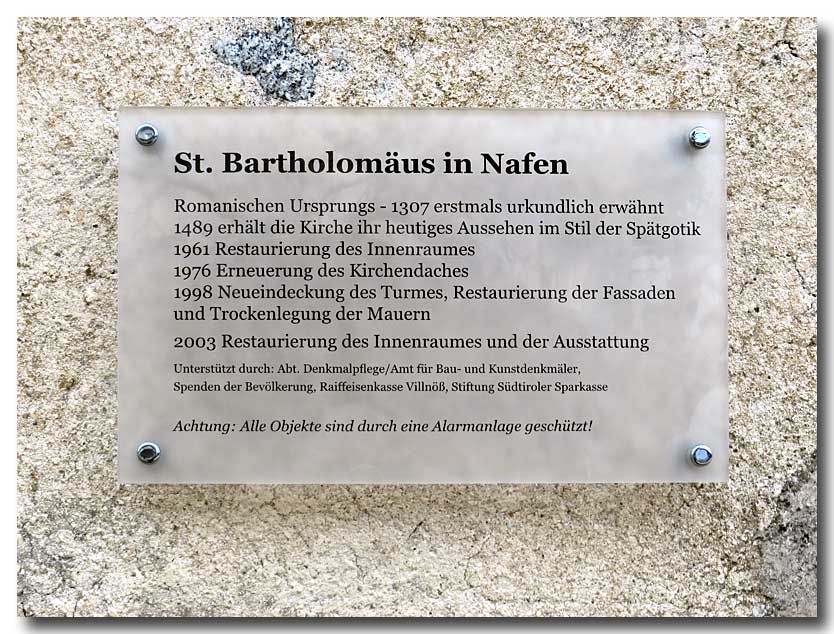 St. Bartholomäus in Nafen
Romanischen Ursprungs - 1307 erstmals urkundlich erwähnt
1489 erhält die Kirche ihr heutiges Aussehen im Stil der Spätgotik
1961 Restaurierung des Innenraumes
1976 Erneuerung des Kirchendaches
1998 Neueindeckung des Turmes, Restaurierung der Fassaden
und Trockenlegung der Mauern
2003 Restaurierung des Innenraumes und der Ausstattung
Unterstützt durch: Abt. Denkmalpflege/Amt für Bau- und Kunstdenkmäler,
Spenden der Bevölkerung, Raiffeisenkasse Villnöß, Stiftung Südtiroler Sparkasse
Achtung: Alle Objekte sind durch eine Alarmanlage geschützt!